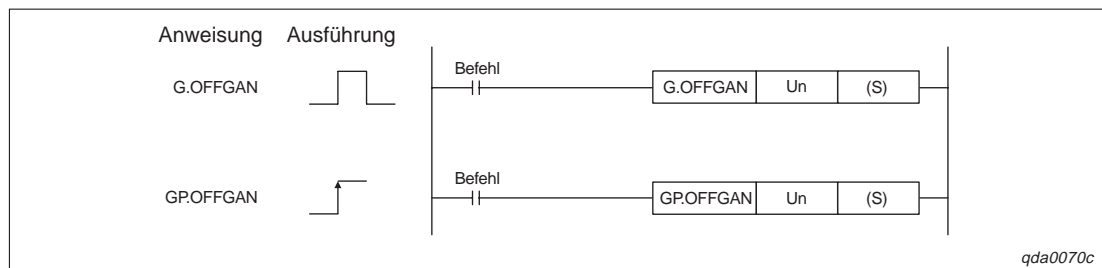 Anweisung Ausführung
Befehl
G.OFFGAN G.OFFGAN Un (S)
Befehl
GP.OFFGAN GP.OFFGAN Un (S)
qda0070c